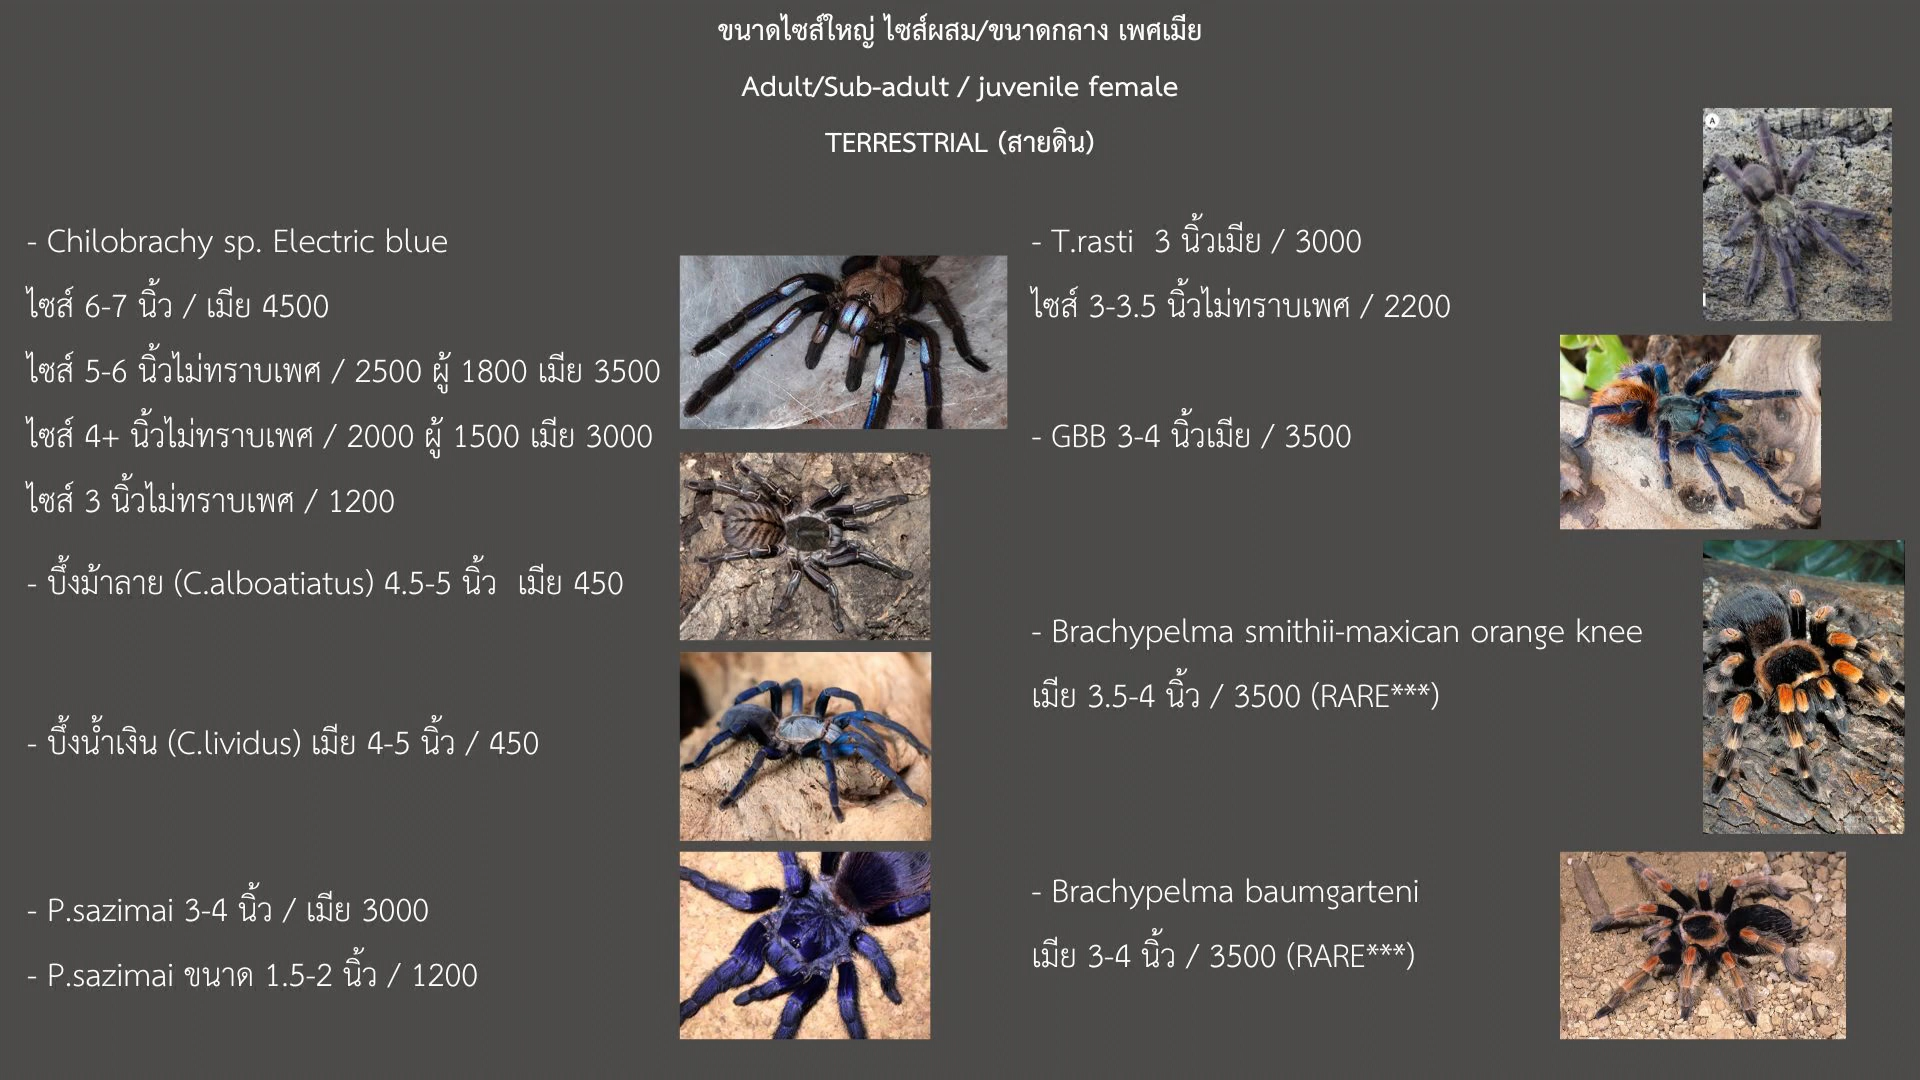 ขนาดไซส์ใหญ่ ไซส์ผสม/ขนาดกลาง เพศเมีย
Adult/Sub-adult / juvenile female
TERRESTRIAL (สายดิน)
- Chilobrachy sp. Electric blue
ไซส์ 6-7 นิ้ว / เมีย 4500
ไซส์ 5-6 นิ้วไม่ทราบเพศ / 2500 ผู้ 1800 เมีย 3500
ไซส์ 4+ นิ้วไม่ทราบเพศ / 2000 ผู้ 1500 เมีย 3000
ไซส์ 3 นิ้วไม่ทราบเพศ / 1200
- บึ้งม้าลาย (C.alboatiatus) 4.5-5 นิ้ว เมีย 450
- บึ้งน้ำเงิน (C.lividus) เมีย 4-5 นิ้ว / 450
- P.sazimai 3-4 นิ้ว / เมีย 3000
- P.sazimai ขนาด 1.5-2 นิ้ว / 1200
- T.rasti 3 นิ้วเมีย / 3000
ไซส์ 3-3.5 นิ้วไม่ทราบเพศ / 2200
- GBB 3-4 นิ้วเมีย / 3500
- Brachypelma smithii-maxican orange knee
เมีย 3.5-4 นิ้ว / 3500 (RARE***)
- Brachypelma baumgarteni
เมีย 3-4 นิ้ว / 3500 (RARE***)
A